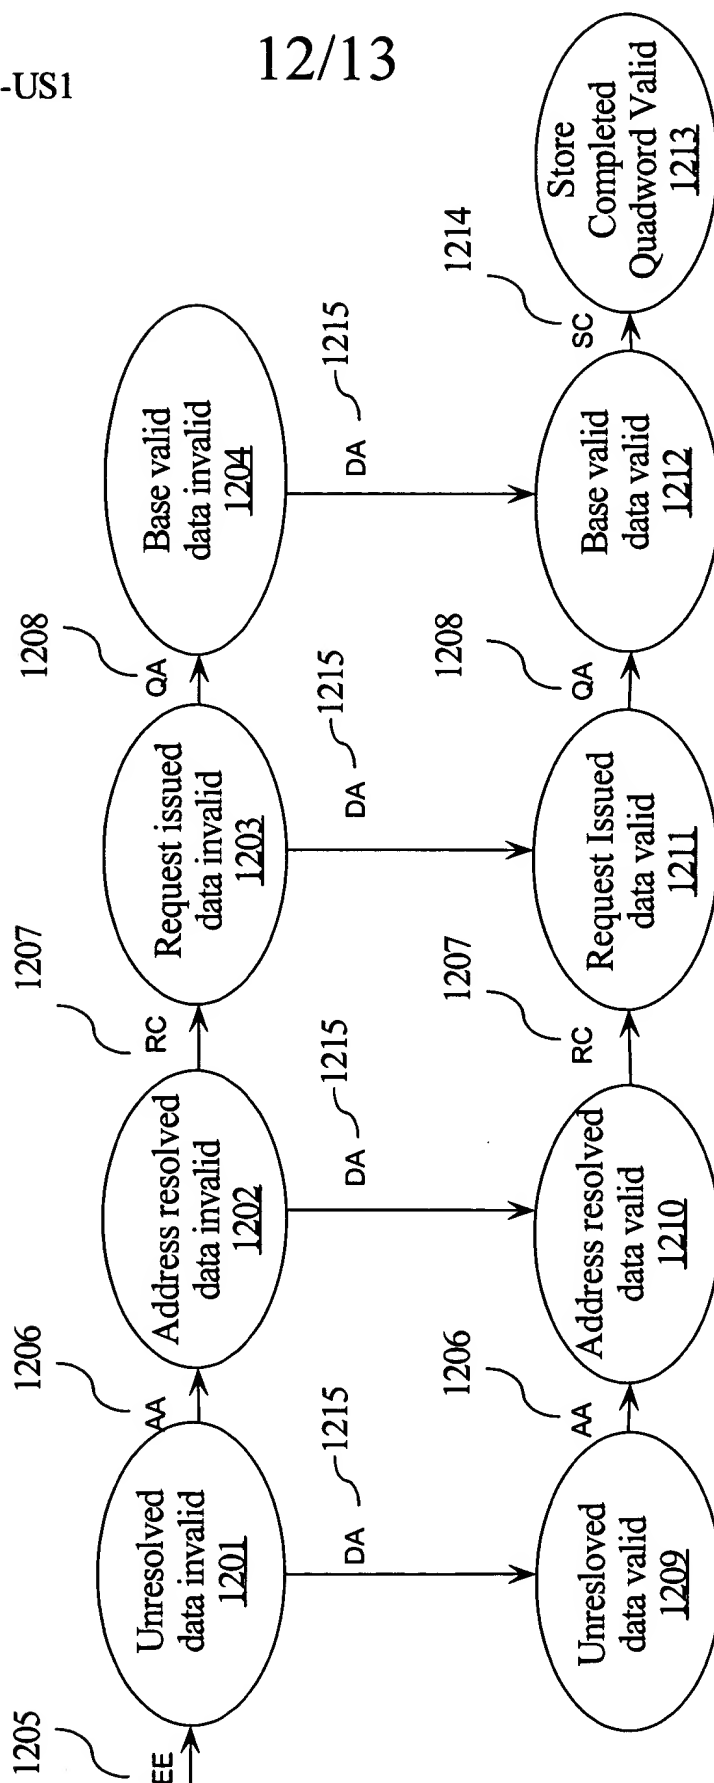 -US1
12/13
1205
EE
Unresolved
data invalid
1201
1206
AA
Address resolved
data invalid
1202
1207
RC
Request issued
data invalid
1203
1208
QA
Base valid
data invalid
1204
DA
1215
DA
1215
DA
1215
DA
1215
Unresloved
data valid
1209
1206
AA
Address resolved
data valid
1210
1207
RC
Request Issued
data valid
1211
1208
QA
Base valid
data valid
1212
1214
SC
Store
Completed
Quadword Valid
1213